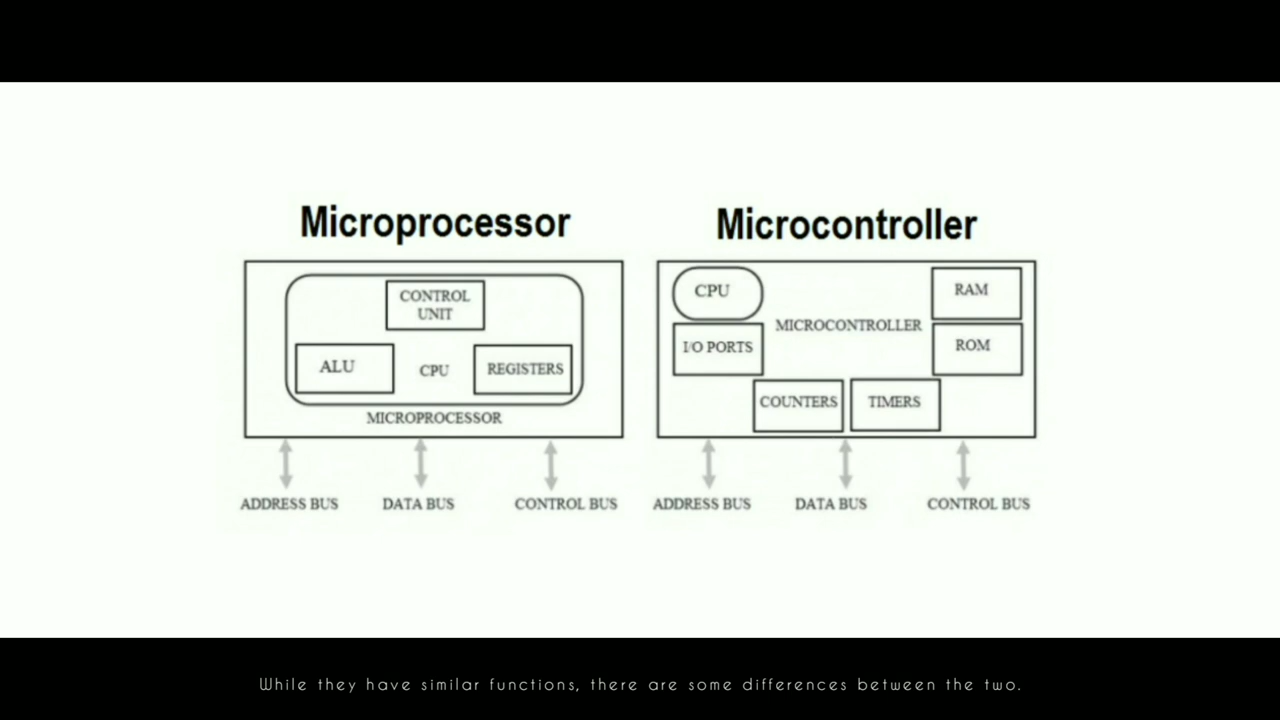 Microprocessor
CONTROL
UNIT
ALU
CPU
REGISTERS
MICROPROCESSOR
ADDRESS BUS
DATA BUS
CONTROL BUS
Microcontroller
CPU
RAM
MICROCONTROLLER
I/O PORTS
ROM
COUNTERS
TIMERS
ADDRESS BUS
DATA BUS
CONTROL BUS
While they have similar functions, there are some differences between the two.